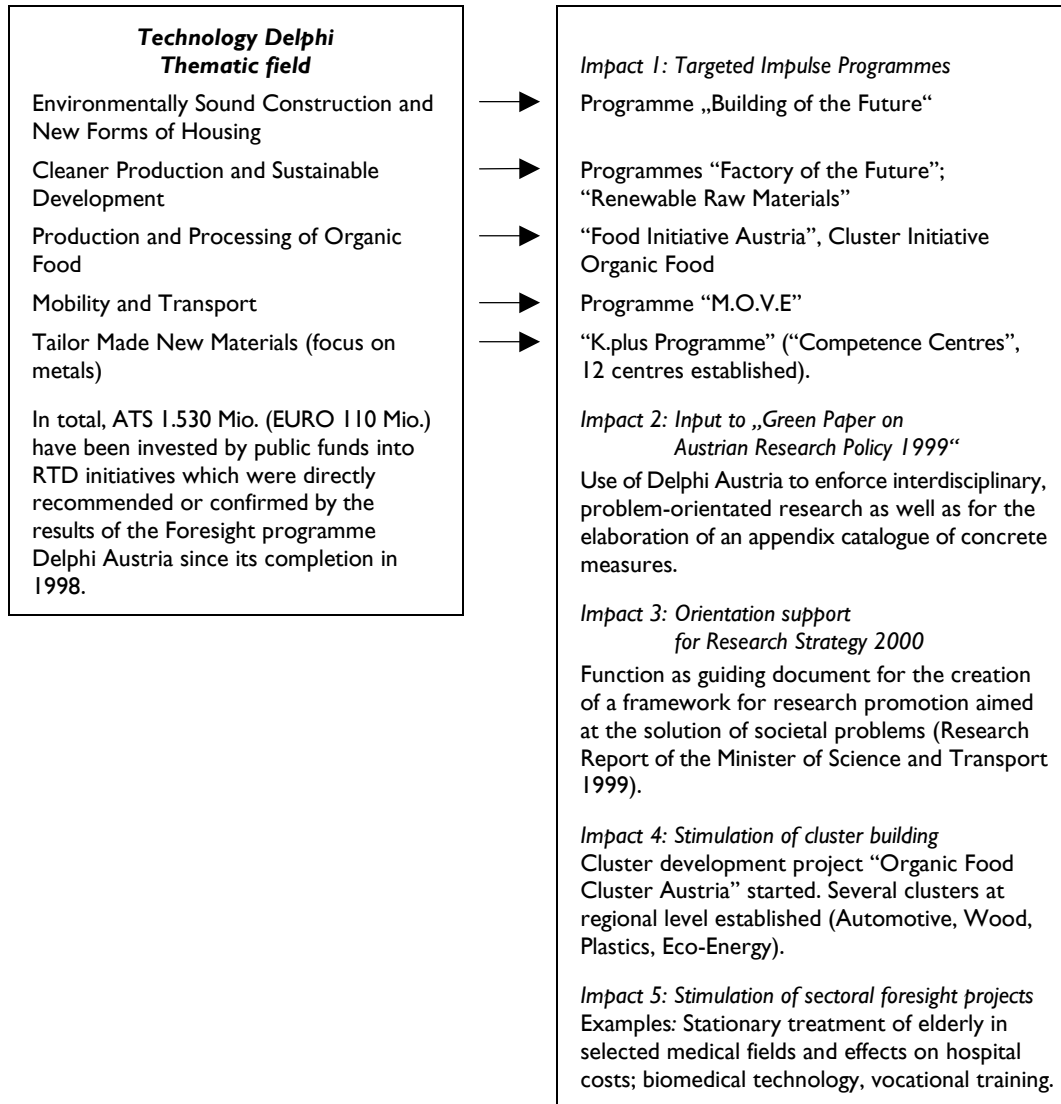 Technology Delphi
Thematic field
Environmentally Sound Construction and
New Forms of Housing
Cleaner Production and Sustainable
Development
Production and Processing of Organic
Food
Mobility and Transport
Tailor Made New Materials (focus on
metals)
In total, ATS 1.530 Mio. (EURO 110 Mio.)
have been invested by public funds into
RTD initiatives which were directly
recommended or confirmed by the
results of the Foresight programme
Delphi Austria since its completion in
1998.
Impact 1: Targeted Impulse Programmes
Programme „Building of the Future“
Programmes “Factory of the Future”;
“Renewable Raw Materials”
“Food Initiative Austria”, Cluster Initiative
Organic Food
Programme “M.O.V.E”
“K.plus Programme” (“Competence Centres”,
12 centres established).
Impact 2: Input to „Green Paper on
Austrian Research Policy 1999“
Use of Delphi Austria to enforce interdisciplinary,
problem-orientated research as well as for the
elaboration of an appendix catalogue of concrete
measures.
Impact 3: Orientation support
for Research Strategy 2000
Function as guiding document for the creation
of a framework for research promotion aimed
at the solution of societal problems (Research
Report of the Minister of Science and Transport
1999).
Impact 4: Stimulation of cluster building
Cluster development project “Organic Food
Cluster Austria” started. Several clusters at
regional level established (Automotive, Wood,
Plastics, Eco-Energy).
Impact 5: Stimulation of sectoral foresight projects
Examples: Stationary treatment of elderly in
selected medical fields and effects on hospital
costs; biomedical technology, vocational training.